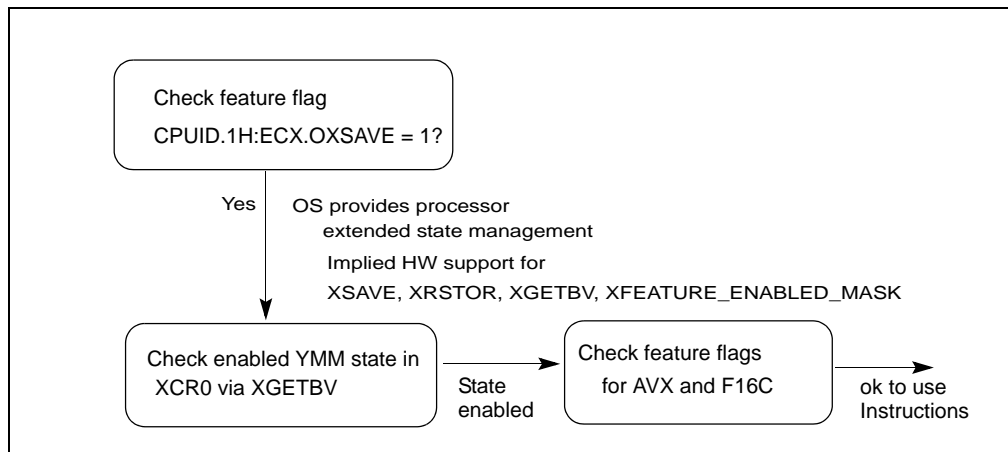 Check feature flag
CPUID.1H:ECX.OXSAVE = 1?
Yes
OS provides processor
extended state management
Implied HW support for
XSAVE, XRSTOR, XGETBV, XFEATURE_ENABLED_MASK
Check enabled YMM state in
XCR0 via XGETBV
State
enabled
Check feature flags
for AVX and F16C
ok to use
Instructions